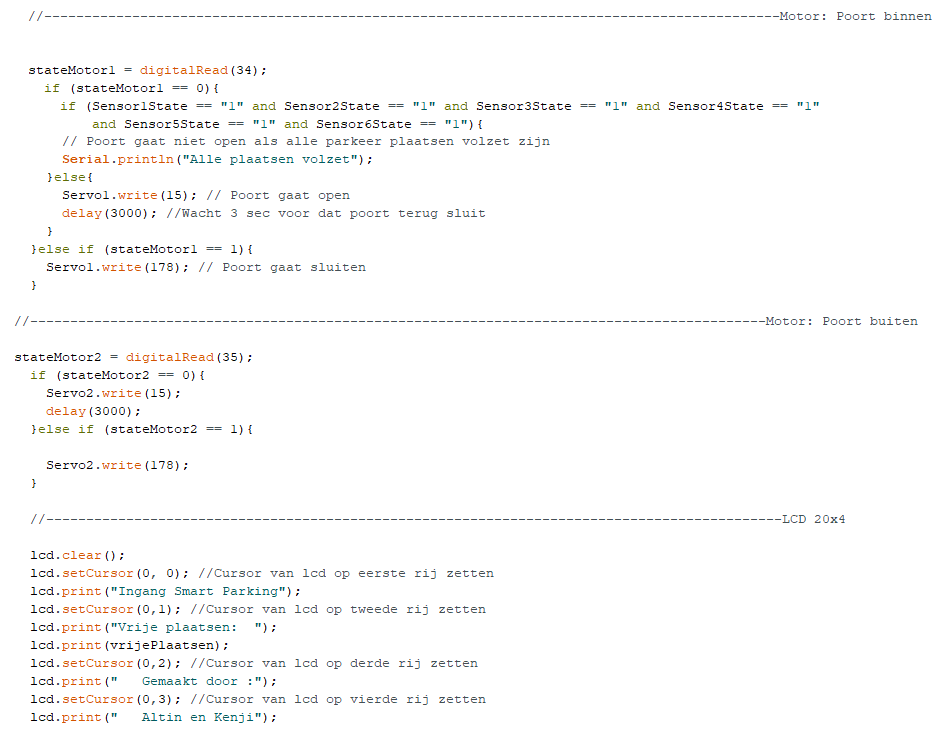 //--------------------------------------------------------------------------------------------Motor: Poort binnen
stateMotor1 = digitalRead(34);
if (stateMotor1 == 0){
if (Sensor1State == "1" and Sensor2State == "1" and Sensor3State == "1" and Sensor4State == "1"
and Sensor5State == "1" and Sensor6State == "1"){
// Poort gaat niet open als alle parkeer plaatsen volzet zijn
Serial.println("Alle plaatsen volzet");
}else{
Servo1.write(15); // Poort gaat open
delay(3000); //Wacht 3 sec voor dat poort terug sluit
}
}else if (stateMotor1 == 1){
Servo1.write(178); // Poort gaat sluiten
}
//--------------------------------------------------------------------------------------------Motor: Poort buiten
stateMotor2 = digitalRead(35);
if (stateMotor2 == 0){
Servo2.write(15);
delay(3000);
}else if (stateMotor2 == 1){
Servo2.write(178);
}
//--------------------------------------------------------------------------------------------LCD 20x4
lcd.clear();
lcd.setCursor(0, 0); //Cursor van lcd op eerste rij zetten
lcd.print("Ingang Smart Parking");
lcd.setCursor(0,1); //Cursor van lcd op tweede rij zetten
lcd.print("Vrije plaatsen:  ");
lcd.print(vrijePlaatsen);
lcd.setCursor(0,2); //Cursor van lcd op derde rij zetten
lcd.print("   Gemaakt door :");
lcd.setCursor(0,3); //Cursor van lcd op vierde rij zetten
lcd.print("   Altin en Kenji");